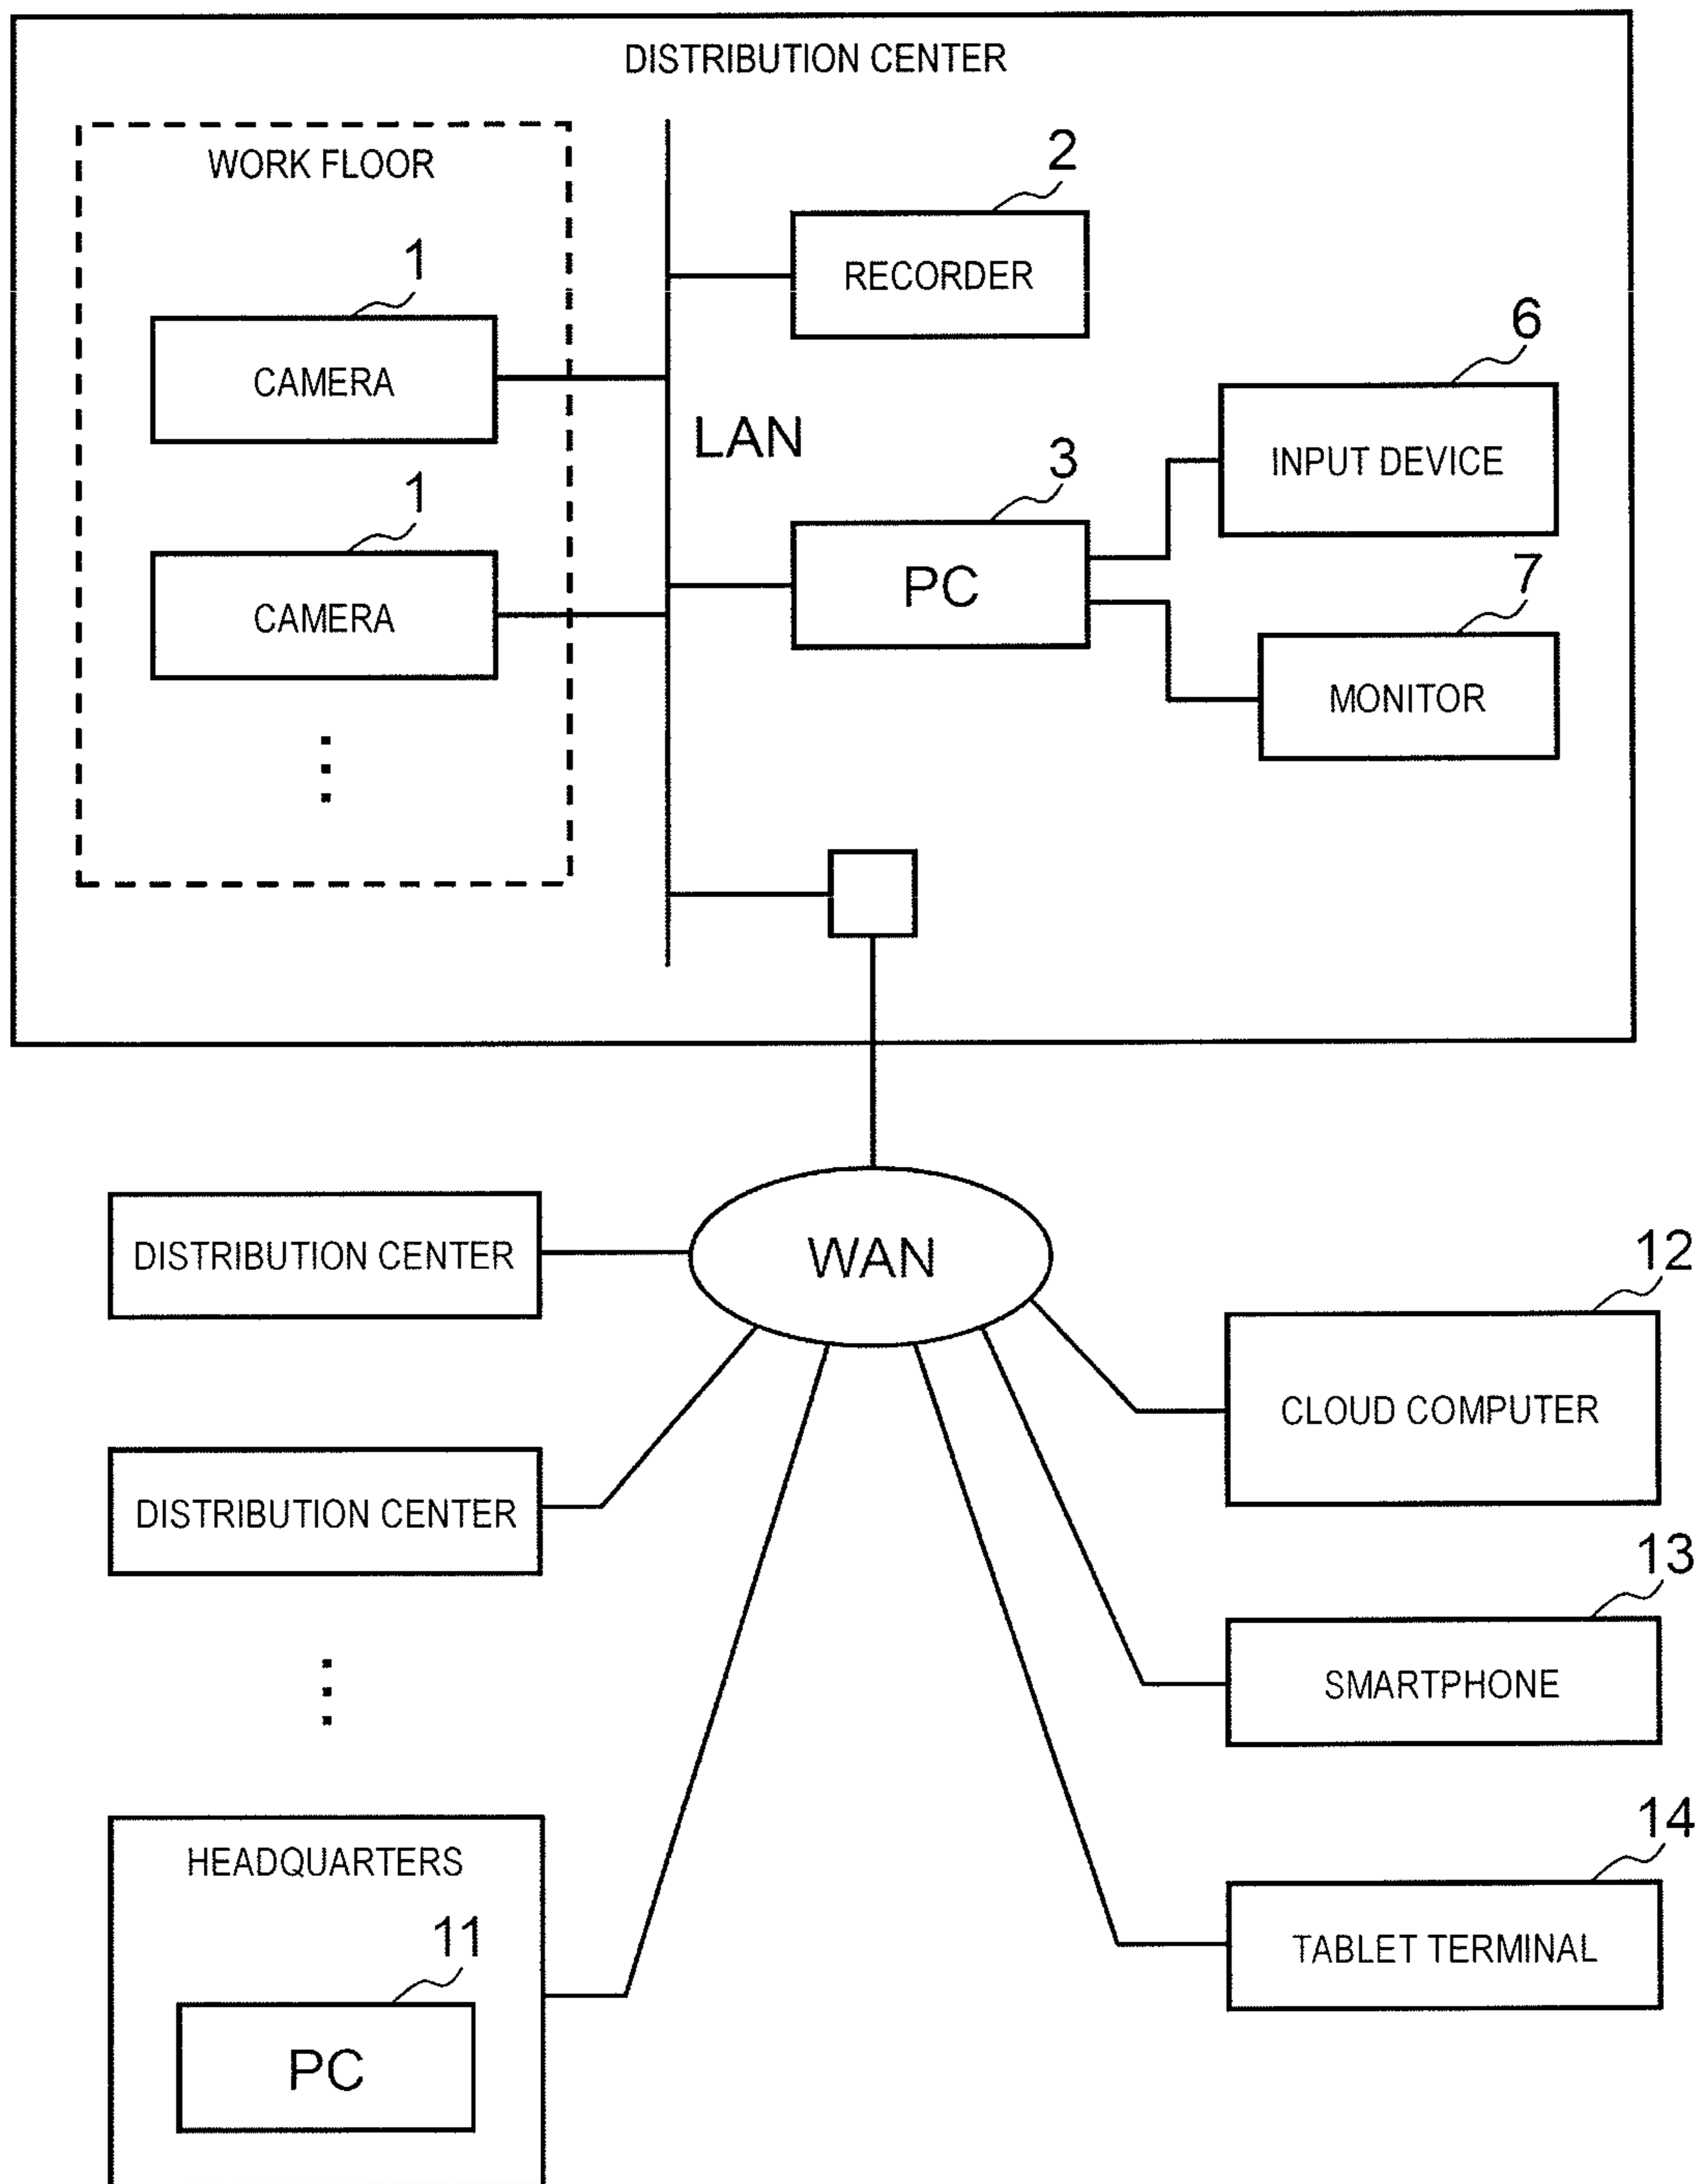 DISTRIBUTION CENTER
WORK FLOOR
2
RECORDER
1
CAMERA
6
INPUT DEVICE
LAN
3
PC
1
CAMERA
7
MONITOR
WAN
DISTRIBUTION CENTER
12
CLOUD COMPUTER
DISTRIBUTION CENTER
13
SMARTPHONE
HEADQUARTERS
14
TABLET TERMINAL
11
PC